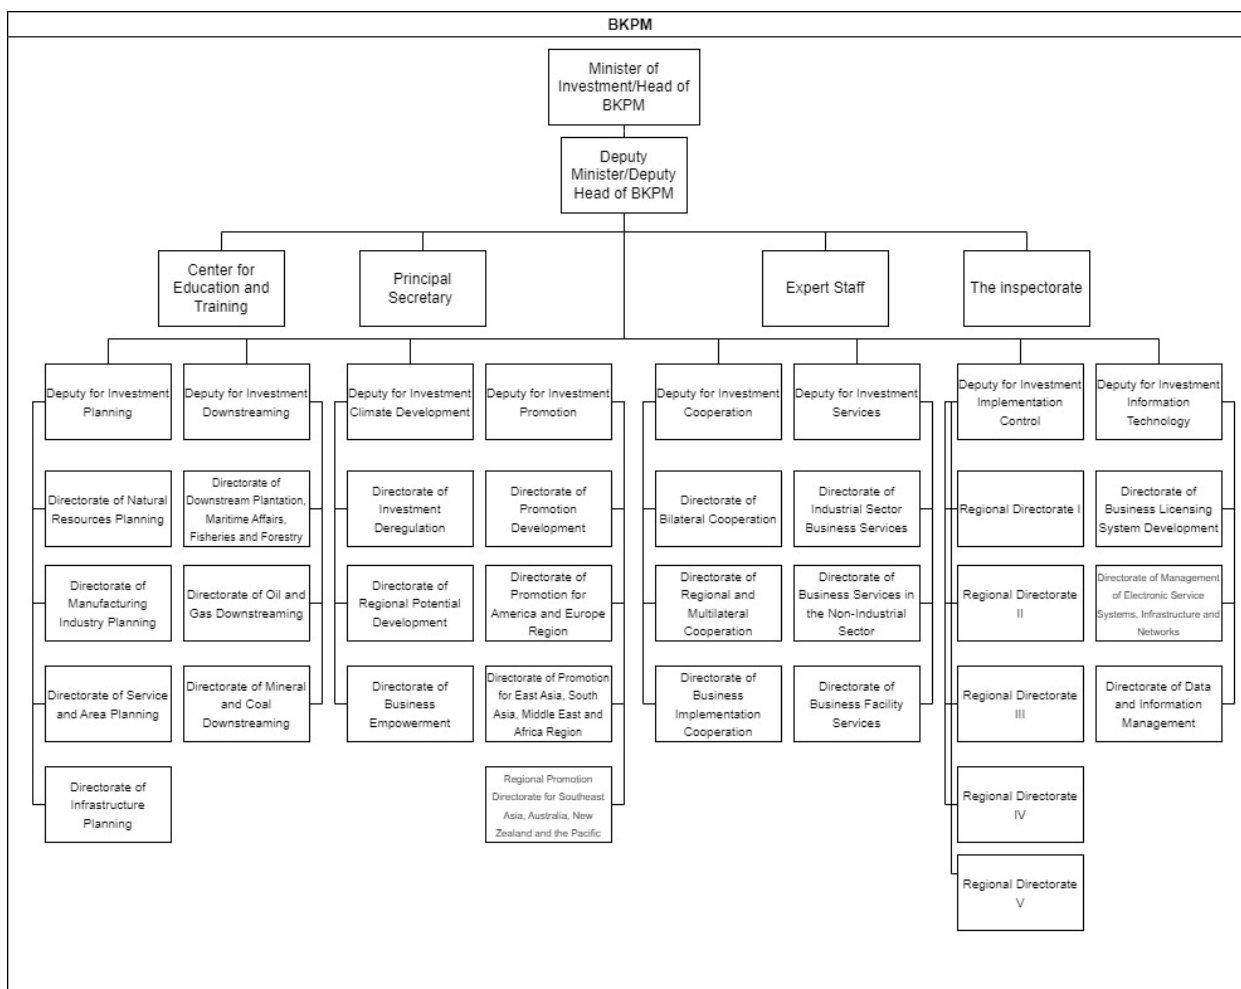 BKPM
Minister of
Investment/Head of
BKPM
Deputy
Minister/Deputy
Head of BKPM
Center for
Education and
Training
Principal
Secretary
Expert Staff
The inspectorate
Deputy for Investment
Planning
Deputy for Investment
Downstreaming
Deputy for Investment
Climate Development
Deputy for Investment
Promotion
Deputy for Investment
Cooperation
Deputy for Investment
Services
Deputy for Investment
Implementation
Control
Deputy for Investment
Information
Technology
Directorate of Natural
Resources Planning
Directorate of
Downstream Plantation,
Maritime Affairs,
Fisheries and Forestry
Directorate of
Investment
Deregulation
Directorate of
Promotion
Development
Directorate of
Bilateral Cooperation
Directorate of
Industrial Sector
Business Services
Regional Directorate I
Directorate of
Business Licensing
System Development
Directorate of
Manufacturing
Industry Planning
Directorate of Oil and
Gas Downstreaming
Directorate of
Regional Potential
Development
Directorate of
Promotion for
America and Europe
Region
Directorate of
Regional and
Multilateral
Cooperation
Directorate of
Business Services in
the Non-Industrial
Sector
Regional Directorate
II
Directorate of Management
of Electronic Service
Systems, Infrastructure and
Networks
Directorate of Service
and Area Planning
Directorate of Mineral
and Coal
Downstreaming
Directorate of
Business
Empowerment
Directorate of Promotion
for East Asia, South
Asia, Middle East and
Africa Region
Directorate of
Business
Implementation
Cooperation
Directorate of
Business Facility
Services
Regional Directorate
III
Directorate of Data
and Information
Management
Directorate of
Infrastructure
Planning
Regional Promotion
Directorate for Southeast
Asia, Australia, New
Zealand and the Pacific
Regional Directorate
IV
Regional Directorate
V